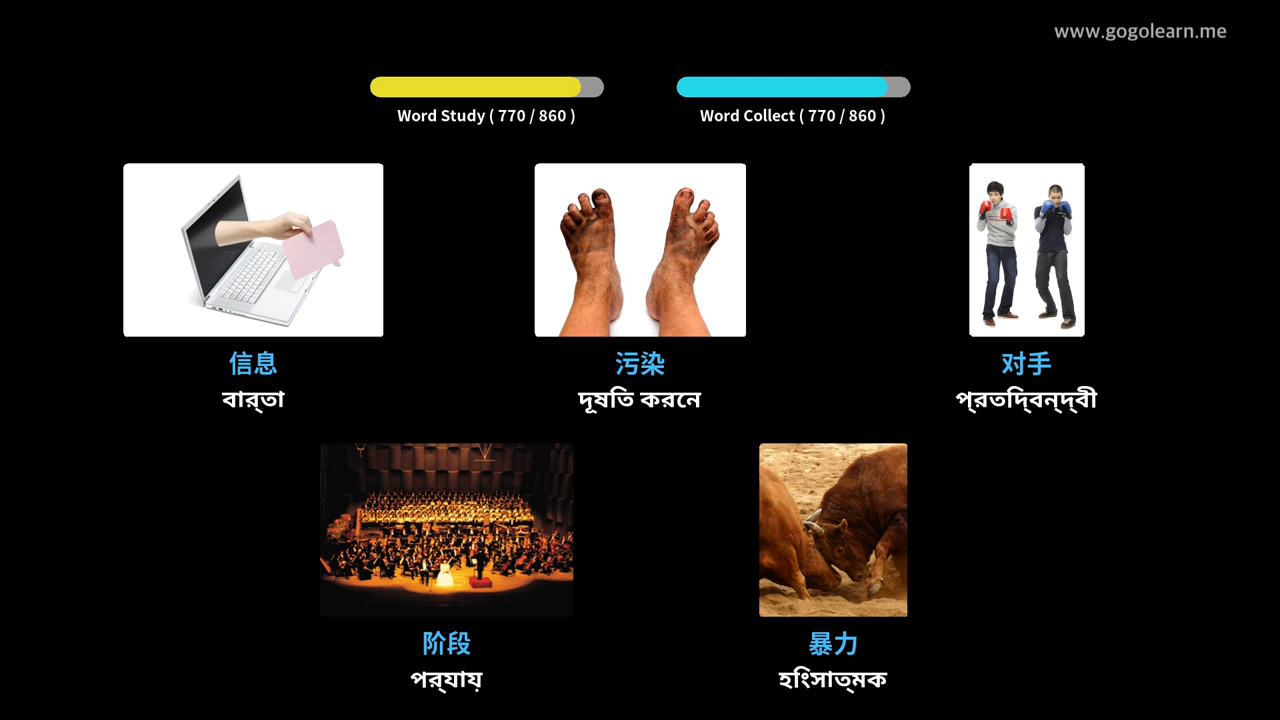 www.gogolearn.me
Word Study ( 770 / 860 )
Word Collect ( 770 / 860 )
信息
বার্তা
污染
দূষিত করনে
对手
প্রতিদ্বন্দ্বী
阶段
পর্যায়
暴力
হিংসাত্মক